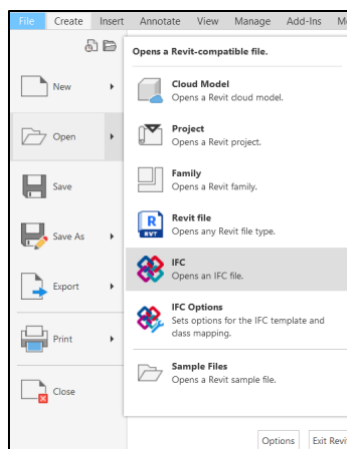 File Create Insert Annotate View Manage Add-Ins
Opens a Revit-compatible file.
New
Open
Save
Save As
Export
Print
Close
Cloud Model
Opens a Revit cloud model.
Project
Opens a Revit project.
Family
Opens a Revit family.
R
RVT
Revit file
Opens any Revit file type.
IFC
Opens an IFC file.
IFC Options
Sets options for the IFC template and
class mapping.
Sample Files
Opens a Revit sample file.
Options Exit Revit